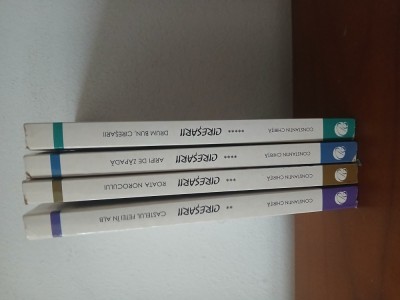 CONSTANTIN CHIRIȚĂ ***** CIREȘARII DRUM BUN, CIREȘARI!
CONSTANTIN CHIRIȚĂ **** CIREȘARII ARIPI DE ZĂPADĂ
CONSTANTIN CHIRIȚĂ *** CIREȘARII ROATA NOROCULUI
CONSTANTIN CHIRIȚĂ ** CIREȘARII CASTELUL FETEI ÎN ALB